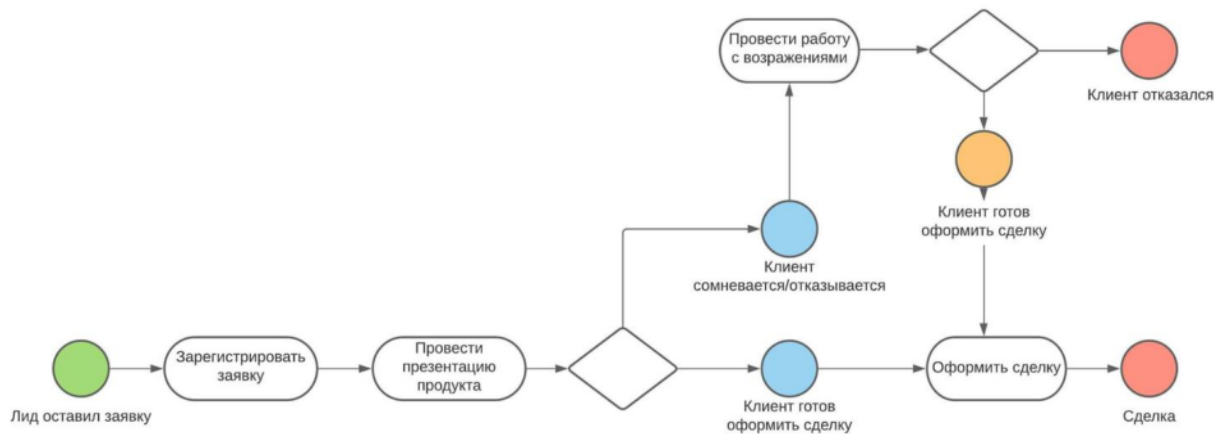 Провести работу
с возражениями
Клиент отказался
Клиент готов
оформить сделку
Клиент
сомневается/отказывается
Зарегистрировать
заявку
Провести
презентацию
продукта
Оформить сделку
Лид оставил заявку
Клиент готов
оформить сделку
Сделка